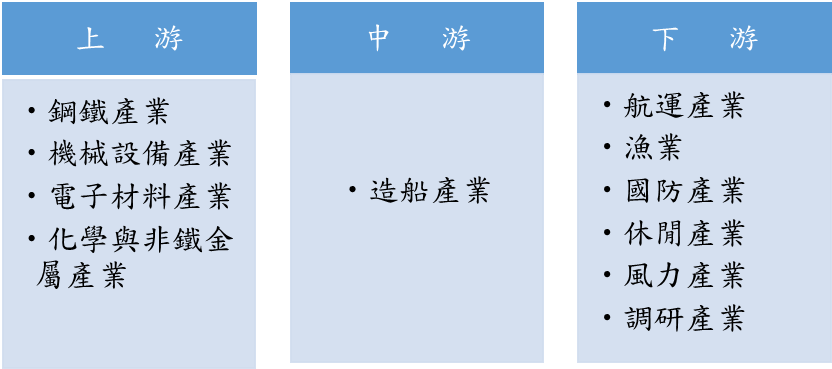 上 游
・鋼鐵產業
・機械設備產業
・電子材料產業
・化學與非鐵金
屬產業
中 游
・造船產業
下 游
・航運產業
・漁業
・國防產業
・休閒產業
・風力產業
・調研產業